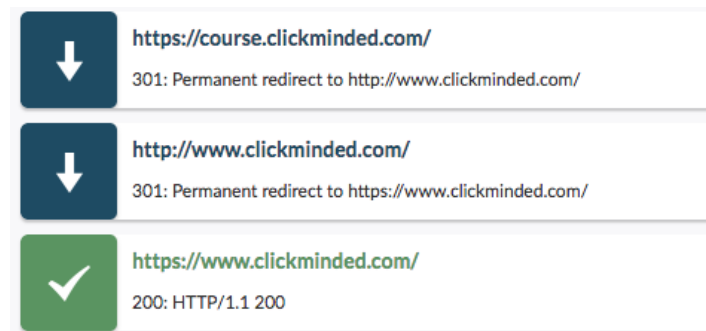 https://course.clickminded.com/
301: Permanent redirect to http://www.clickminded.com/
http://www.clickminded.com/
301: Permanent redirect to https://www.clickminded.com/
https://www.clickminded.com/
200: HTTP/1.1 200